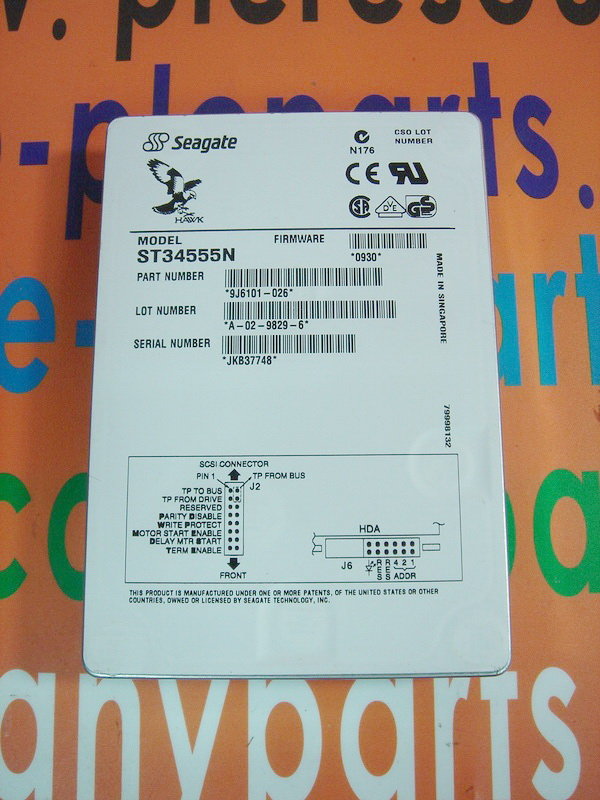 Seagate
N176
CSO LOT
NUMBER
HAWK
MODEL
ST34555N
FIRMWARE
*0930*
PART NUMBER
*9J6101-026*
LOT NUMBER
*A-02-9829-6*
SERIAL NUMBER
*JKB37748*
MADE IN SINGAPORE
79998132
SCSI CONNECTOR
PIN 1
TP FROM BUS
J2
TP TO BUS
TP FROM DRIVE
RESERVED
PARITY DISABLE
WRITE PROTECT
MOTOR START ENABLE
DELAY MTR START
TERM ENABLE
FRONT
HDA
J6
RES RES 4 2 1
ADDR
THIS PRODUCT IS MANUFACTURED UNDER ONE OR MORE PATENTS, OF THE UNITED STATES OR OTHER
COUNTRIES, OWNED OR LICENSED BY SEAGATE TECHNOLOGY, INC.
anyparts